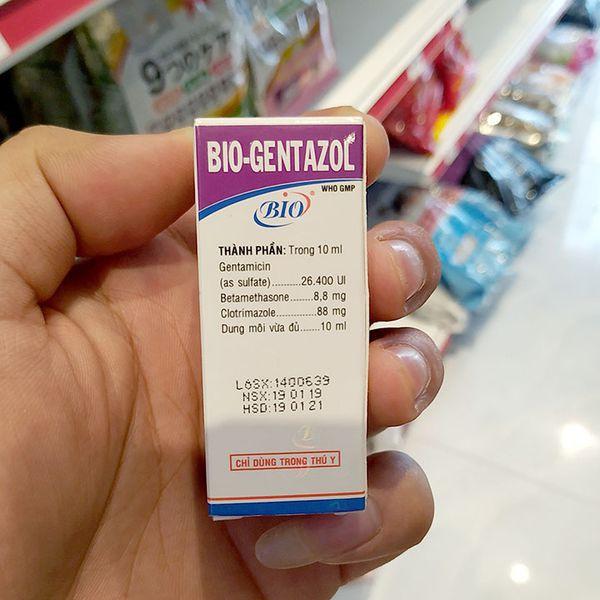 BIO-GENTAZOL
WHO GMP
BIO®
THÀNH PHẦN: Trong 10 ml
Gentamicin
(as sulfate)..........26.400 UI
Betamethasone.......8,8 mg
Clotrimazole..........88 mg
Dung môi vừa đủ.....10 ml
LôSX:1400639
NSX:19 01 19
HSD:19 01 21
CHỈ DÙNG TRONG THÚ Y